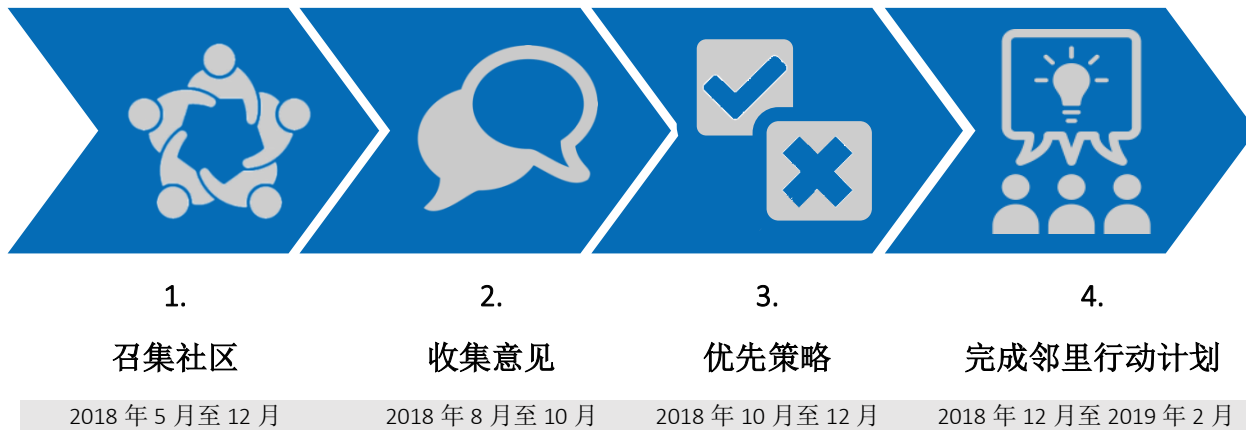 1.
召集社区
2018 年 5 月至 12 月
2.
收集意见
2018 年 8 月至 10 月
3.
优先策略
2018 年 10 月至 12 月
4.
完成邻里行动计划
2018 年 12 月至 2019 年 2 月